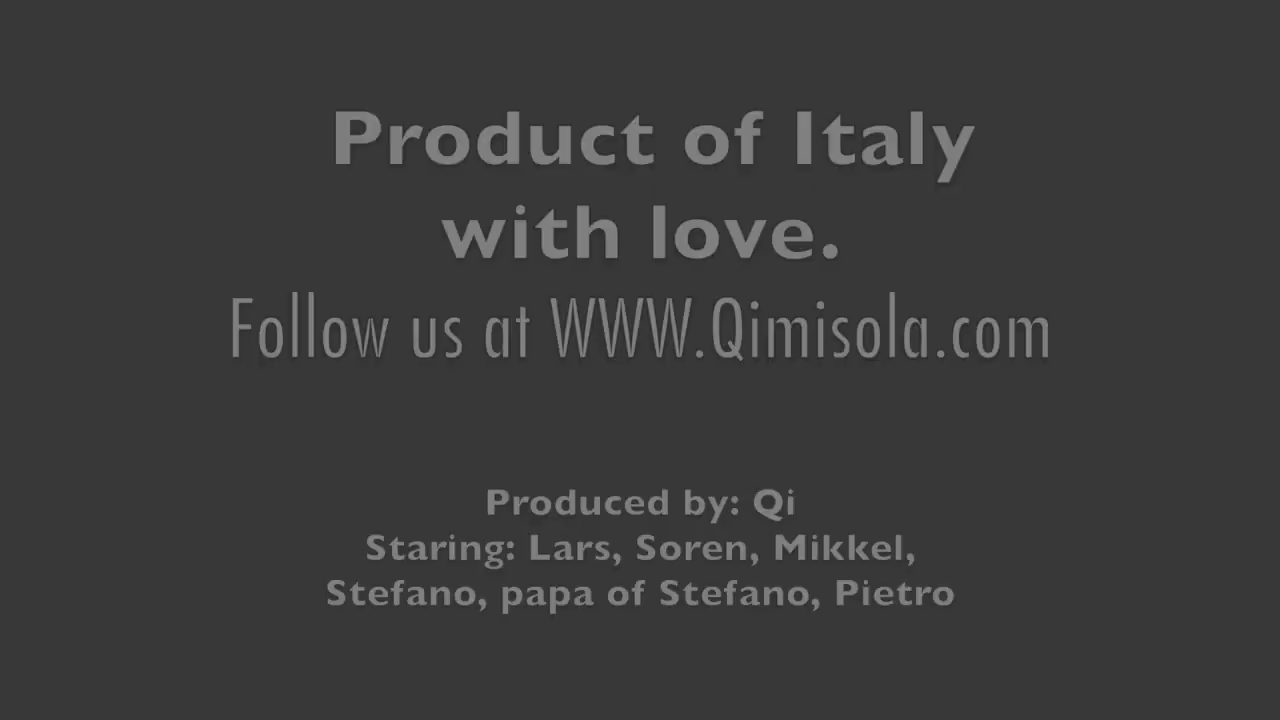 Product of Italy
with love.
Follow us at WWW.Qimisola.com
Produced by: Qi
Staring: Lars, Soren, Mikkel,
Stefano, papa of Stefano, Pietro